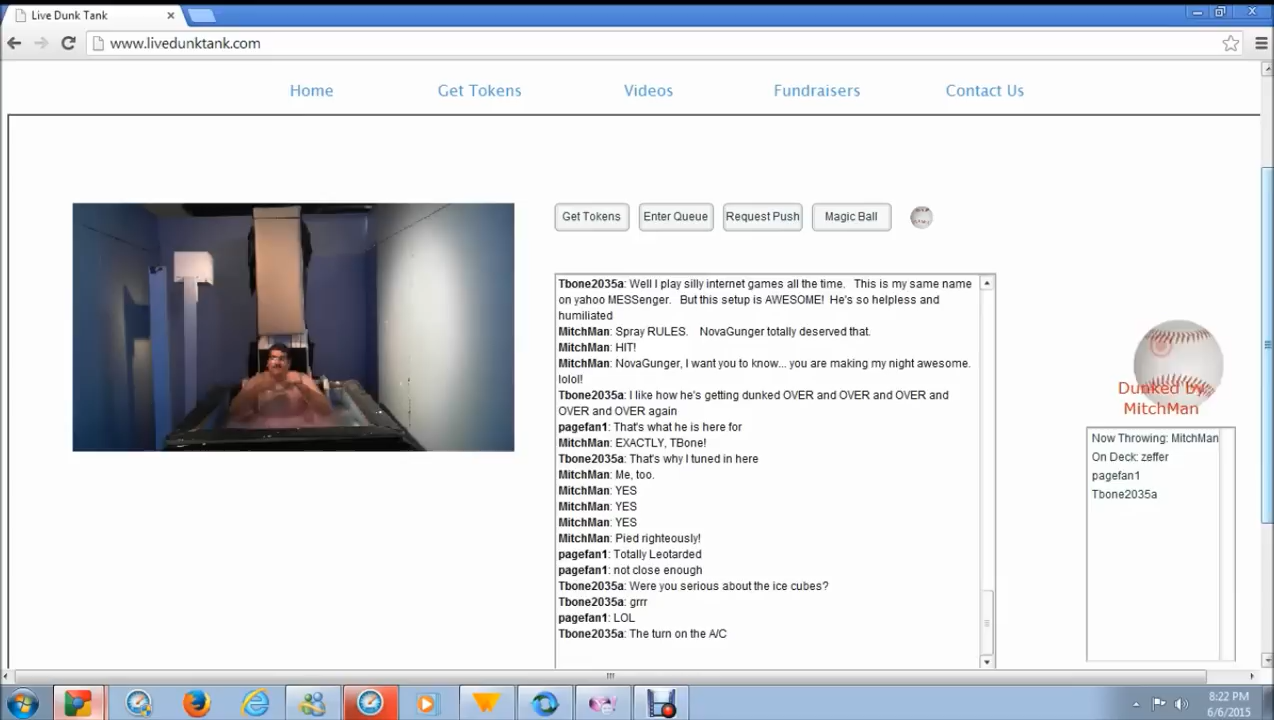 Live Dunk Tank
www.livedunktank.com
Home
Get Tokens
Videos
Fundraisers
Contact Us
Get Tokens
Enter Queue
Request Push
Magic Ball
Tbone2035a: Well I play silly internet games all the time. This is my same name
on yahoo MESSenger. But this setup is AWESOME! He's so helpless and
humiliated
MitchMan: Spray RULES. NovaGunger totally deserved that.
MitchMan: HIT!
MitchMan: NovaGunger, I want you to know... you are making my night awesome.
lolol!
Tbone2035a: I like how he's getting dunked OVER and OVER and OVER and
OVER and OVER again
pagefan1: That's what he is here for
MitchMan: EXACTLY, TBone!
Tbone2035a: That's why I tuned in here
MitchMan: Me, too.
MitchMan: YES
MitchMan: YES
MitchMan: YES
MitchMan: Pied righteously!
pagefan1: Totally Leotarded
pagefan1: not close enough
Tbone2035a: Were you serious about the ice cubes?
Tbone2035a: grrr
pagefan1: LOL
Tbone2035a: The turn on the A/C
Dunked by
MitchMan
Now Throwing: MitchMan
On Deck: zeffer
pagefan1
Tbone2035a
8:22 PM
6/6/2015